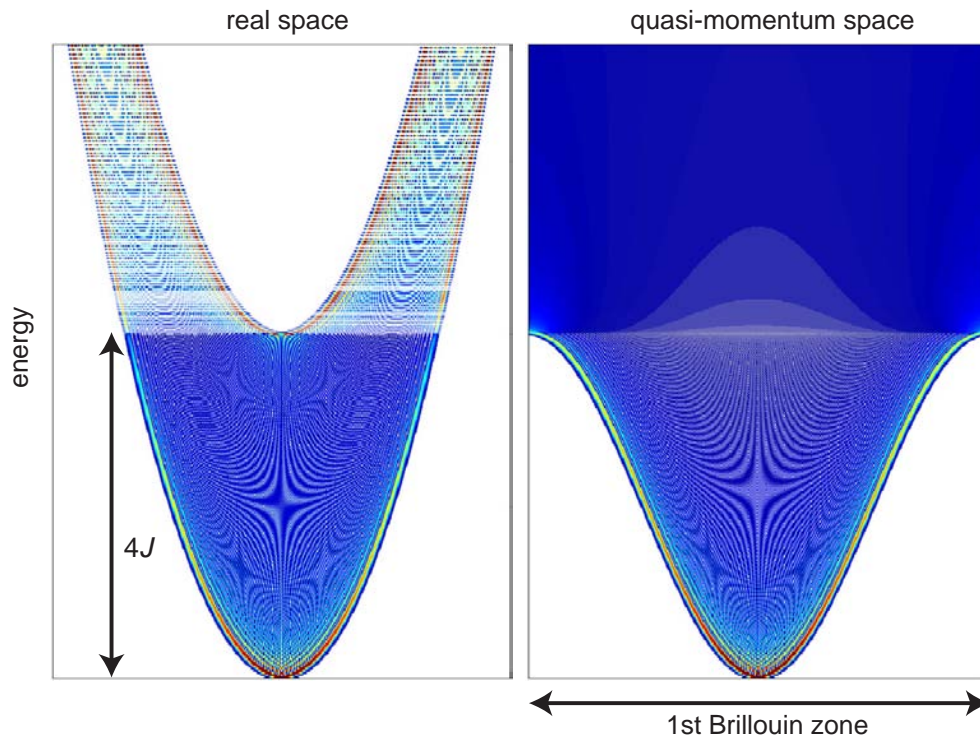 real space
quasi-momentum space
energy
4J
1st Brillouin zone